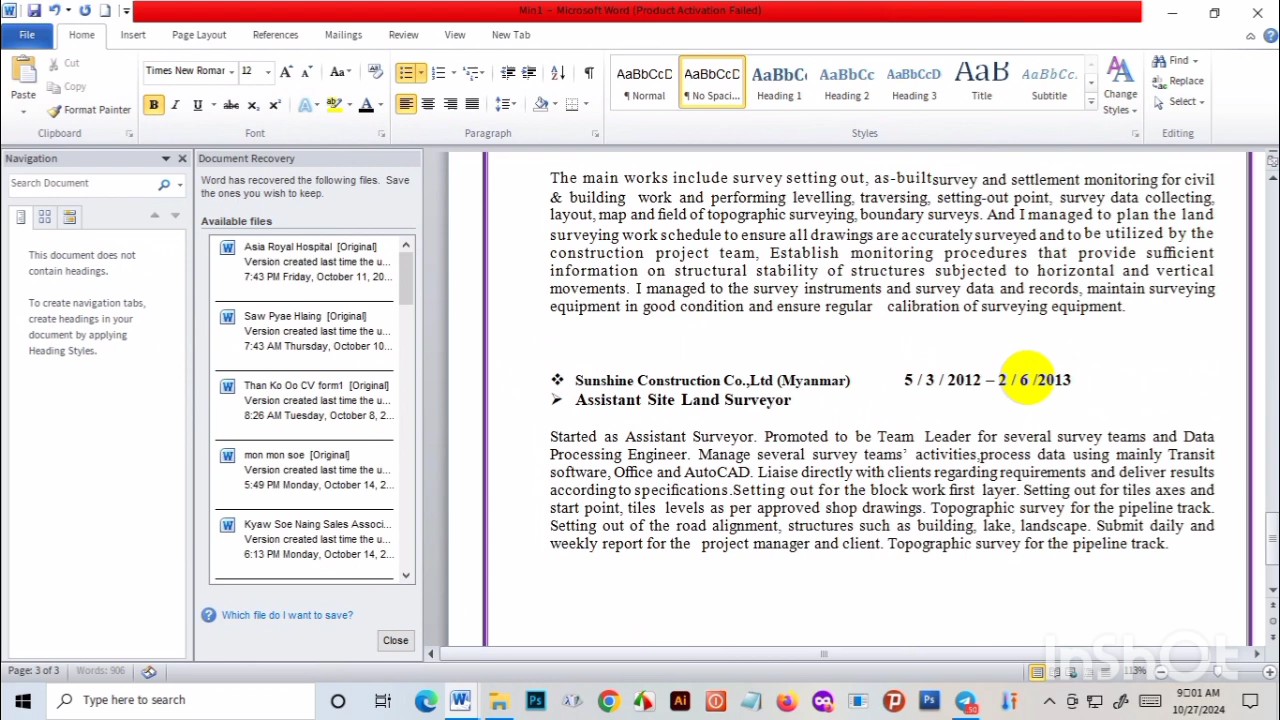 Min1 - Microsoft Word (Product Activation Failed)
File Home Insert Page Layout References Mailings Review View New Tab
Paste
Cut
Copy
Format Painter
Clipboard
Times New Romar 12
Font
Paragraph
AaBbCcD AaBbCcD AaBbC AaBbCc AaBbCcD AaB AaBbCc.
¶ Normal ¶ No Spaci... Heading 1 Heading 2 Heading 3 Title Subtitle
Styles
Change
Styles
Find
Replace
Select
Editing
Navigation
Search Document
This document does not
contain headings.
To create navigation tabs,
create headings in your
document by applying
Heading Styles.
Document Recovery
Word has recovered the following files. Save
the ones you wish to keep.
Available files
Asia Royal Hospital [Original]
Version created last time the u...
7:43 PM Friday, October 11, 20...
Saw Pyae Hlaing [Original]
Version created last time the u...
7:43 AM Thursday, October 10...
Than Ko Oo CV form1 [Original]
Version created last time the u...
8:26 AM Tuesday, October 8, 2...
mon mon soe [Original]
Version created last time the u...
5:49 PM Monday, October 14, 2...
Kyaw Soe Naing Sales Associ...
Version created last time the u...
6:13 PM Monday, October 14, 2...
Which file do I want to save?
Close
The main works include survey setting out, as-built survey and settlement monitoring for civil
& building work and performing levelling, traversing, setting-out point, survey data collecting,
layout, map and field of topographic surveying, boundary surveys. And I managed to plan the land
surveying work schedule to ensure all drawings are accurately surveyed and to be utilized by the
construction project team, Establish monitoring procedures that provide sufficient
information on structural stability of structures subjected to horizontal and vertical
movements. I managed to the survey instruments and survey data and records, maintain surveying
equipment in good condition and ensure regular calibration of surveying equipment.
❖ Sunshine Construction Co.,Ltd (Myanmar) 5 / 3 / 2012 – 2 / 6 /2013
➢ Assistant Site Land Surveyor
Started as Assistant Surveyor. Promoted to be Team Leader for several survey teams and Data
Processing Engineer. Manage several survey teams' activities,process data using mainly Transit
software, Office and AutoCAD. Liaise directly with clients regarding requirements and deliver results
according to specifications.Setting out for the block work first layer. Setting out for tiles axes and
start point, tiles levels as per approved shop drawings. Topographic survey for the pipeline track.
Setting out of the road alignment, structures such as building, lake, landscape. Submit daily and
weekly report for the project manager and client. Topographic survey for the pipeline track.
InShOt
Page: 3 of 3 Words: 906
113%
Type here to search
9:01 AM
10/27/2024